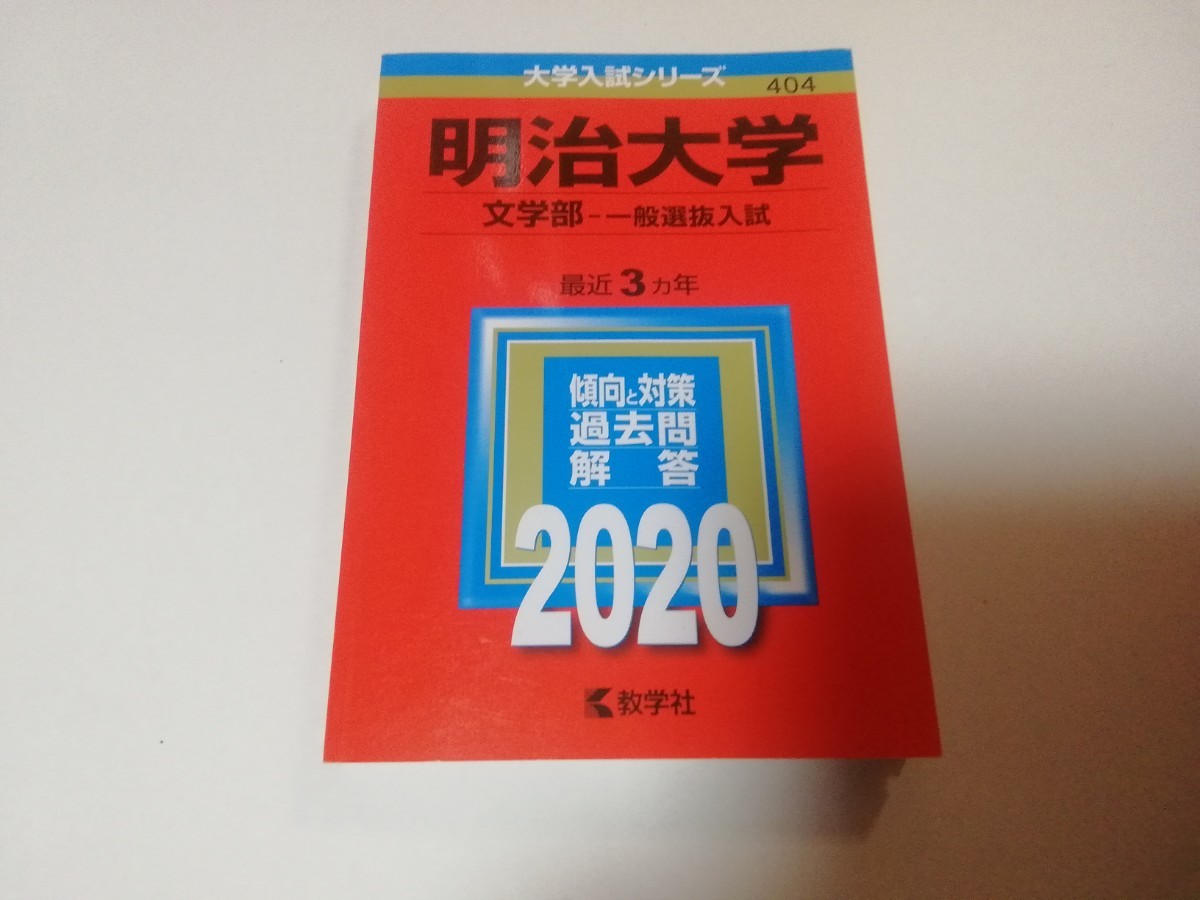 大学入試シリーズ
404
明治大学
文学部-一般選抜入試
最近3カ年
傾向と対策
過去問
解答
2020
教学社